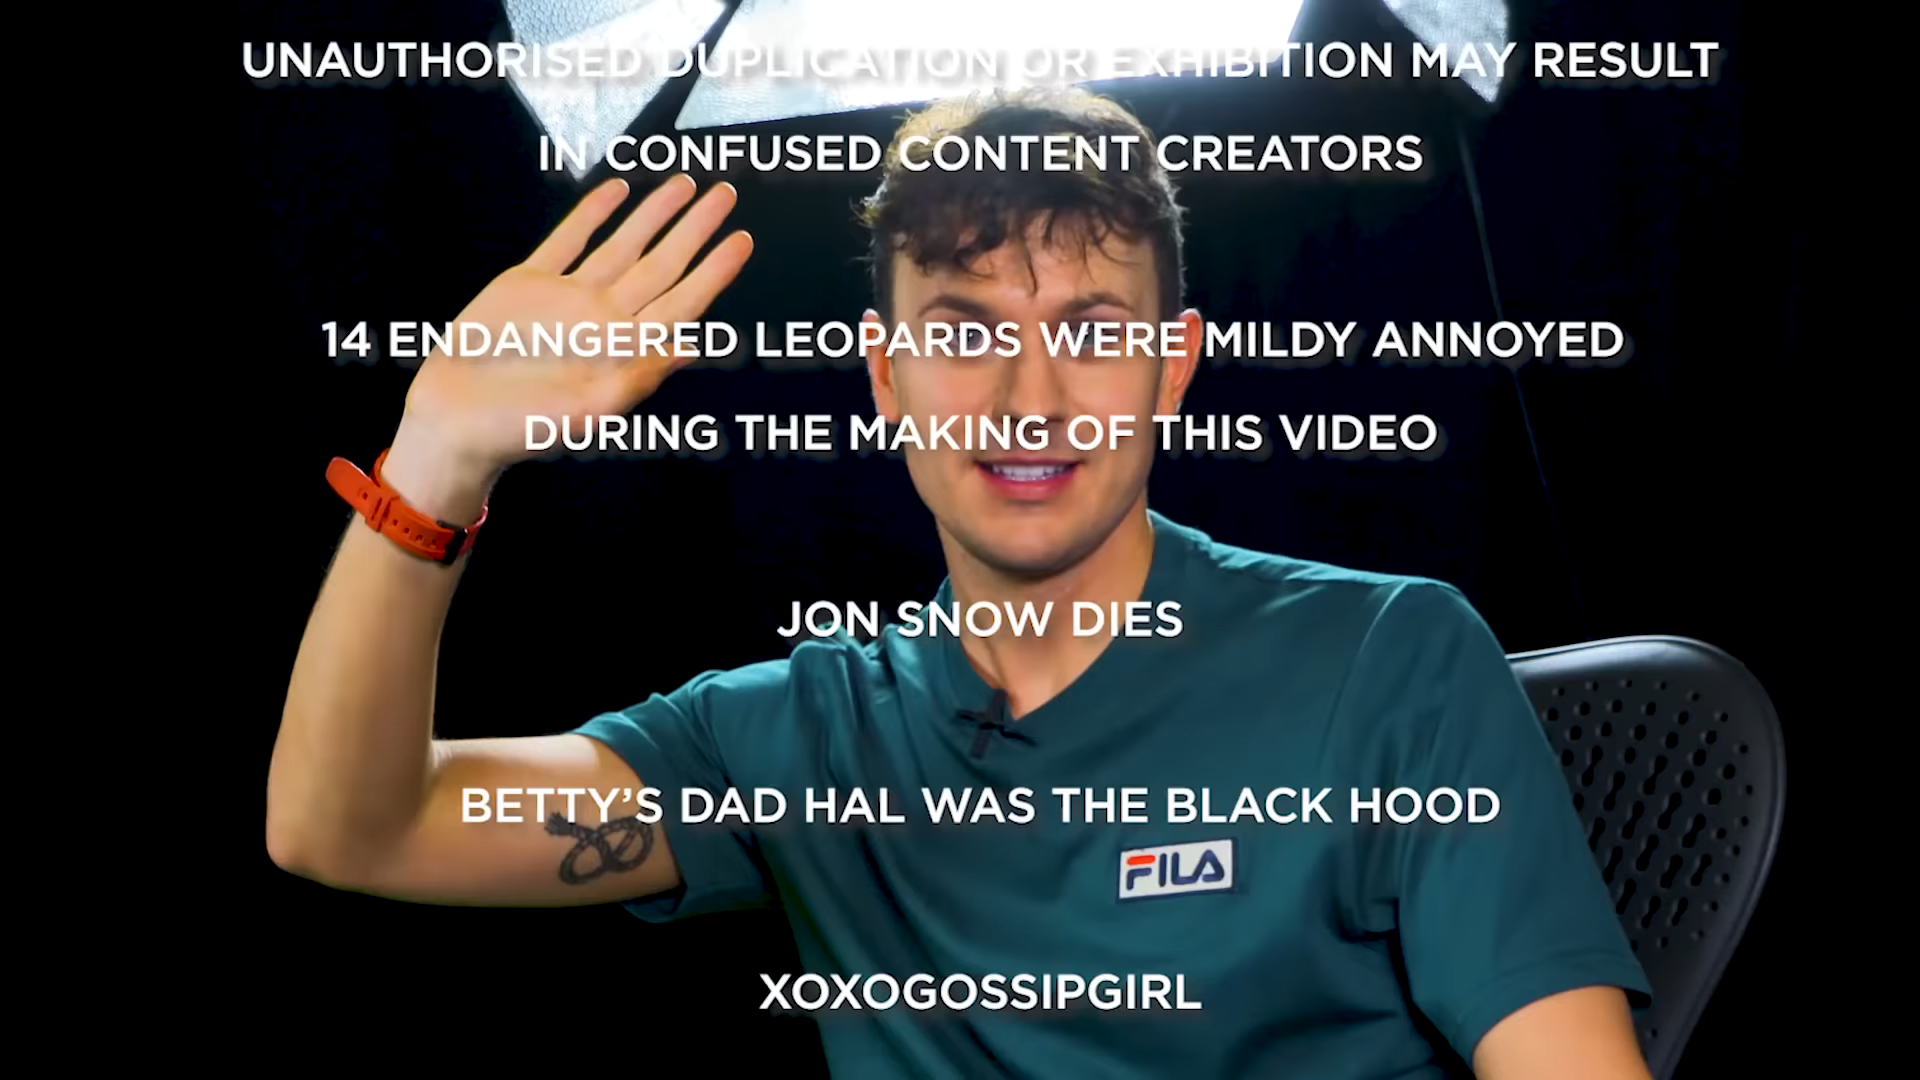 UNAUTHORISED DUPLICATION OR EXHIBITION MAY RESULT
IN CONFUSED CONTENT CREATORS
14 ENDANGERED LEOPARDS WERE MILDY ANNOYED
DURING THE MAKING OF THIS VIDEO
JON SNOW DIES
BETTY’S DAD HAL WAS THE BLACK HOOD
FILA
XOXOGOSSIPGIRL